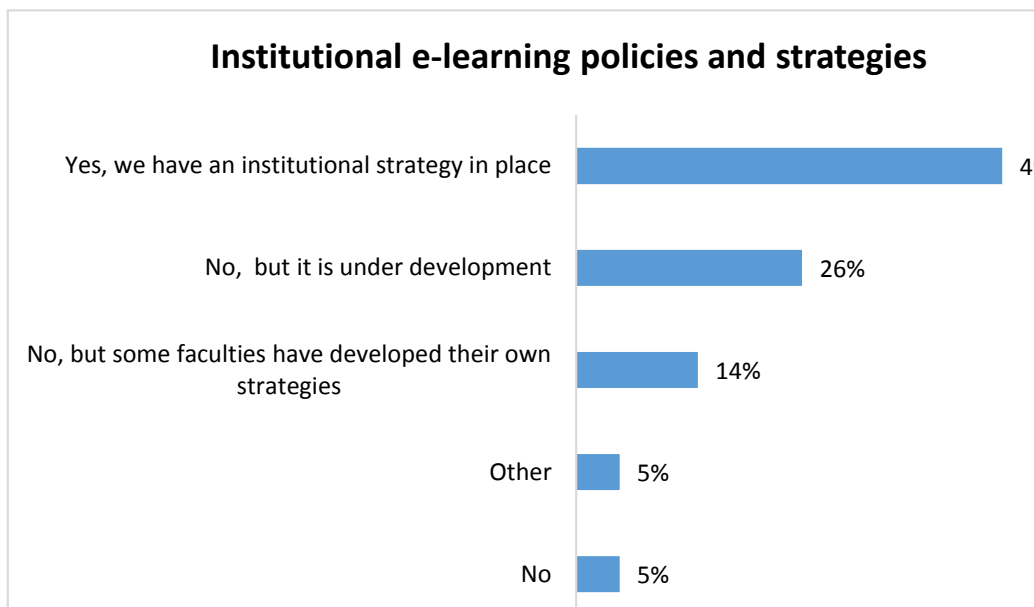 Institutional e-learning policies and strategies
Yes, we have an institutional strategy in place
4
No, but it is under development
26%
No, but some faculties have developed their own
strategies
14%
Other
5%
No
5%